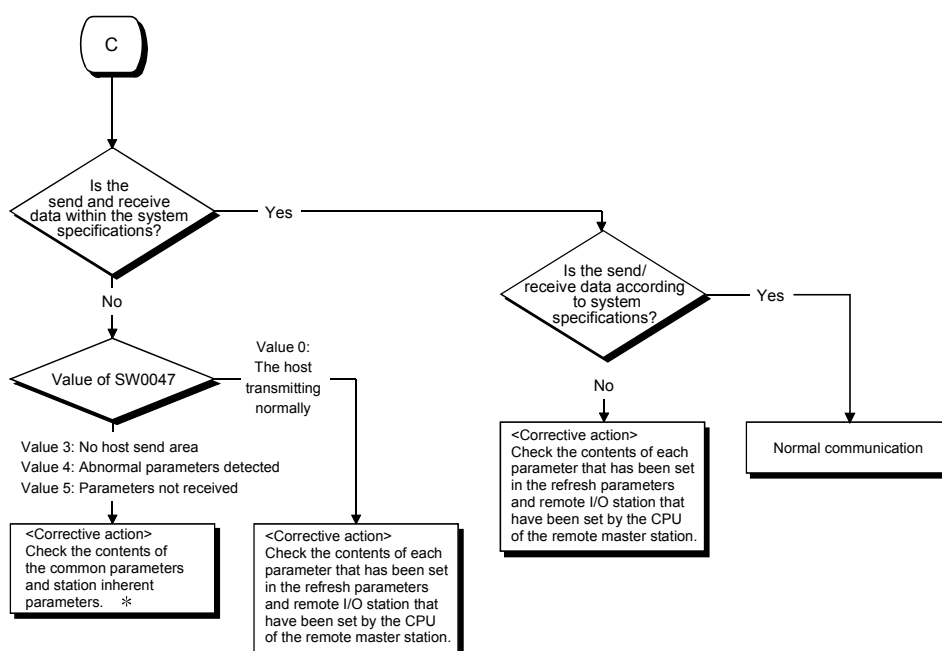 C
Is the
send and receive
data within the system
specifications?
Yes
No
Is the send/
receive data according
to system
specifications?
Yes
No
Value of SW0047
Value 0:
The host
transmitting
normally
Value 3: No host send area
Value 4: Abnormal parameters detected
Value 5: Parameters not received
<Corrective action>
Check the contents of
the common parameters
and station inherent
parameters. *
<Corrective action>
Check the contents of each
parameter that has been set
in the refresh parameters
and remote I/O station that
have been set by the CPU
of the remote master station.
<Corrective action>
Check the contents of each
parameter that has been set
in the refresh parameters
and remote I/O station that
have been set by the CPU
of the remote master station.
Normal communication